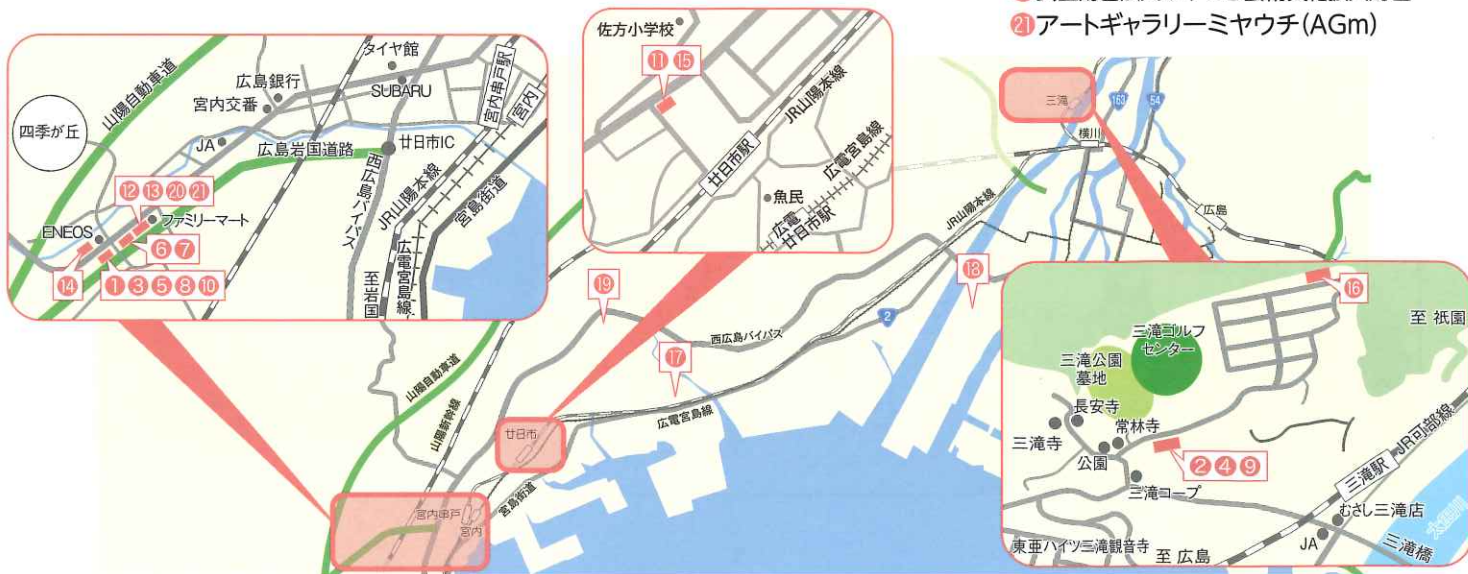 ㉑アートギャラリーミヤウチ(AGm)
四季が丘
山陽自動車道
広島銀行
宮内交番
タイヤ館
SUBARU
宮内串戸駅
宮内
JA
広島岩国道路
廿日市IC
西広島バイパス
JR山陽本線
宮島街道
広電宮島線
至岩国
⑫⑬⑳㉑
ファミリーマート
ENEOS
⑥⑦
⑭
①③⑤⑧⑩
佐方小学校
⑪⑮
JR山陽本線
廿日市駅
広電宮島線
魚民
広電
廿日市駅
三滝
163
54
横川
広島
JR山陽本線
⑱
⑲
2
西広島バイパス
⑰
広電宮島線
山陽自動車道
山陽新幹線
廿日市
宮島街道
宮内串戸
宮内
⑯
至 祇園
三滝ゴルフ
センター
三滝公園
墓地
長安寺
常林寺
三滝寺
公園
②④⑨
三滝コープ
JR可部線
三滝駅
むさし三滝店
太田川
JA
三滝橋
東亜ハイツ三滝観音寺
至 広島